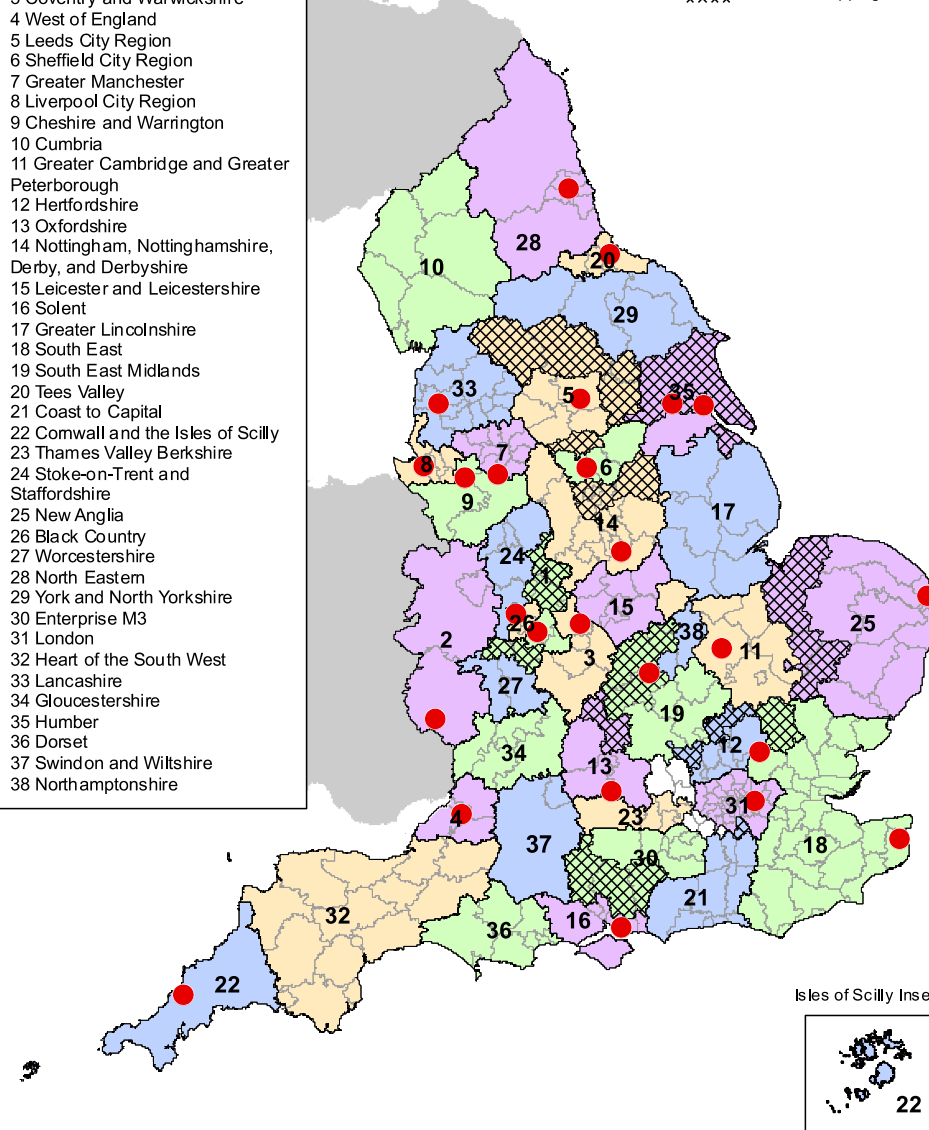 3 Coventry and Warwickshire
4 West of England
5 Leeds City Region
6 Sheffield City Region
7 Greater Manchester
8 Liverpool City Region
9 Cheshire and Warrington
10 Cumbria
11 Greater Cambridge and Greater
Peterborough
12 Hertfordshire
13 Oxfordshire
14 Nottingham, Nottinghamshire,
Derby, and Derbyshire
15 Leicester and Leicestershire
16 Solent
17 Greater Lincolnshire
18 South East
19 South East Midlands
20 Tees Valley
21 Coast to Capital
22 Cornwall and the Isles of Scilly
23 Thames Valley Berkshire
24 Stoke-on-Trent and
Staffordshire
25 New Anglia
26 Black Country
27 Worcestershire
28 North Eastern
29 York and North Yorkshire
30 Enterprise M3
31 London
32 Heart of the South West
33 Lancashire
34 Gloucestershire
35 Humber
36 Dorset
37 Swindon and Wiltshire
38 Northamptonshire
28
20
10
29
33
5
35
7
8
6
9
17
14
24
1
15
26
38
25
2
3
11
27
19
34
12
13
31
4
23
37
18
30
21
32
16
36
22
Isles of Scilly Inse
22